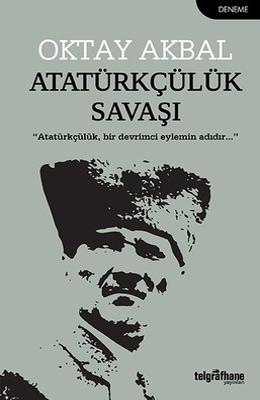 DENEME
OKTAY AKBAL
ATATÜRKÇÜLÜK
SAVAŞI
“Atatürkçülük, bir devrimci eylemin adıdır...”
telgrafhane
yayınları